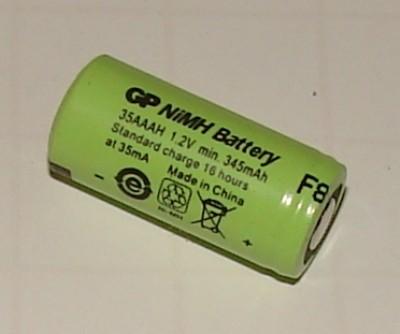 GP NiMH Battery
35AAAH 1.2V min. 345mAh
Standard charge 16 hours
at 35mA
Made in China
F8
- +